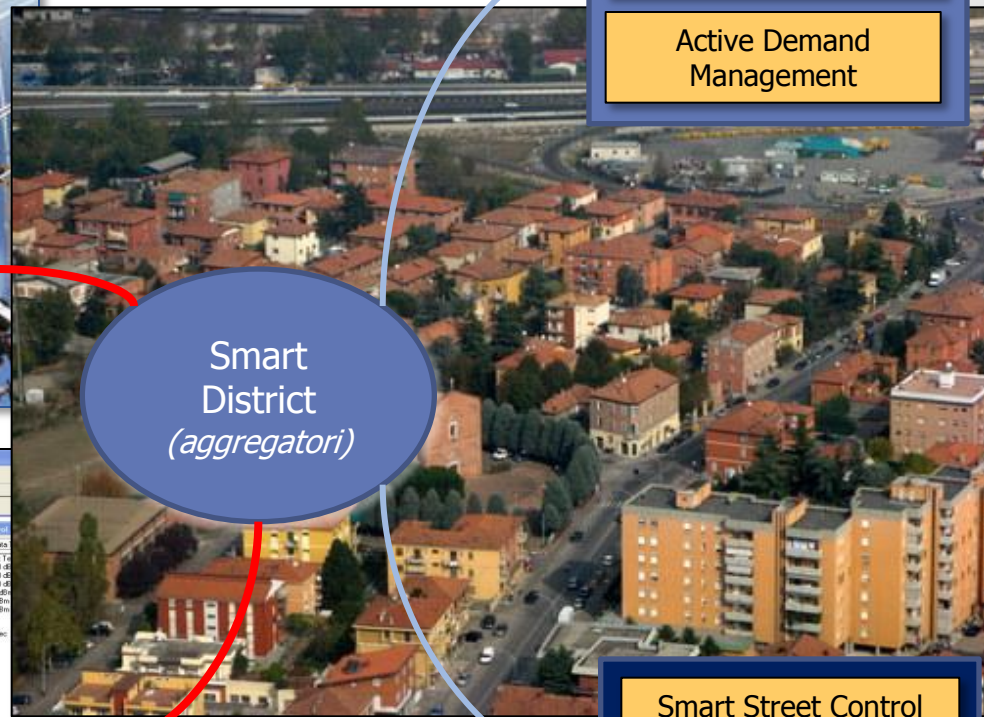 Active Demand
Management
Smart
District
(aggregatori)
Smart Street Control